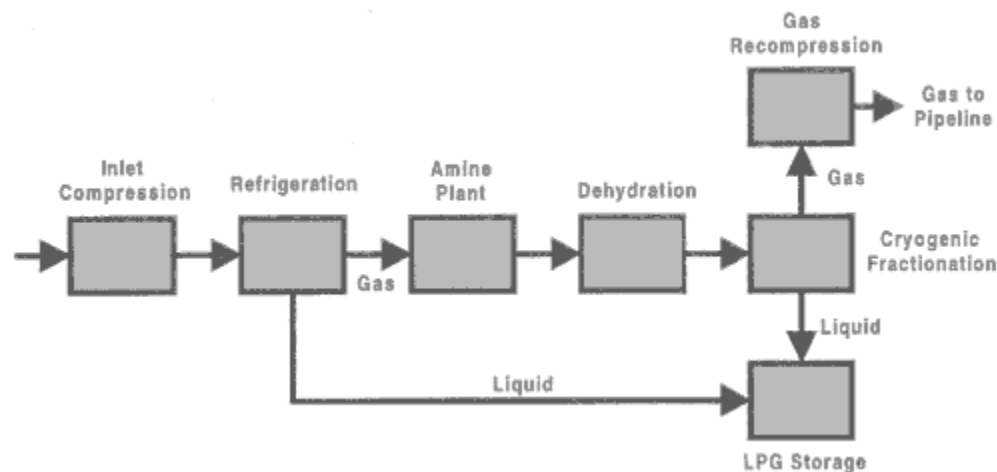 Gas
Recompression
Gas to
Pipeline
Inlet
Compression
Refrigeration
Amine
Plant
Dehydration
Gas
Gas
Cryogenic
Fractionation
Liquid
Liquid
LPG Storage